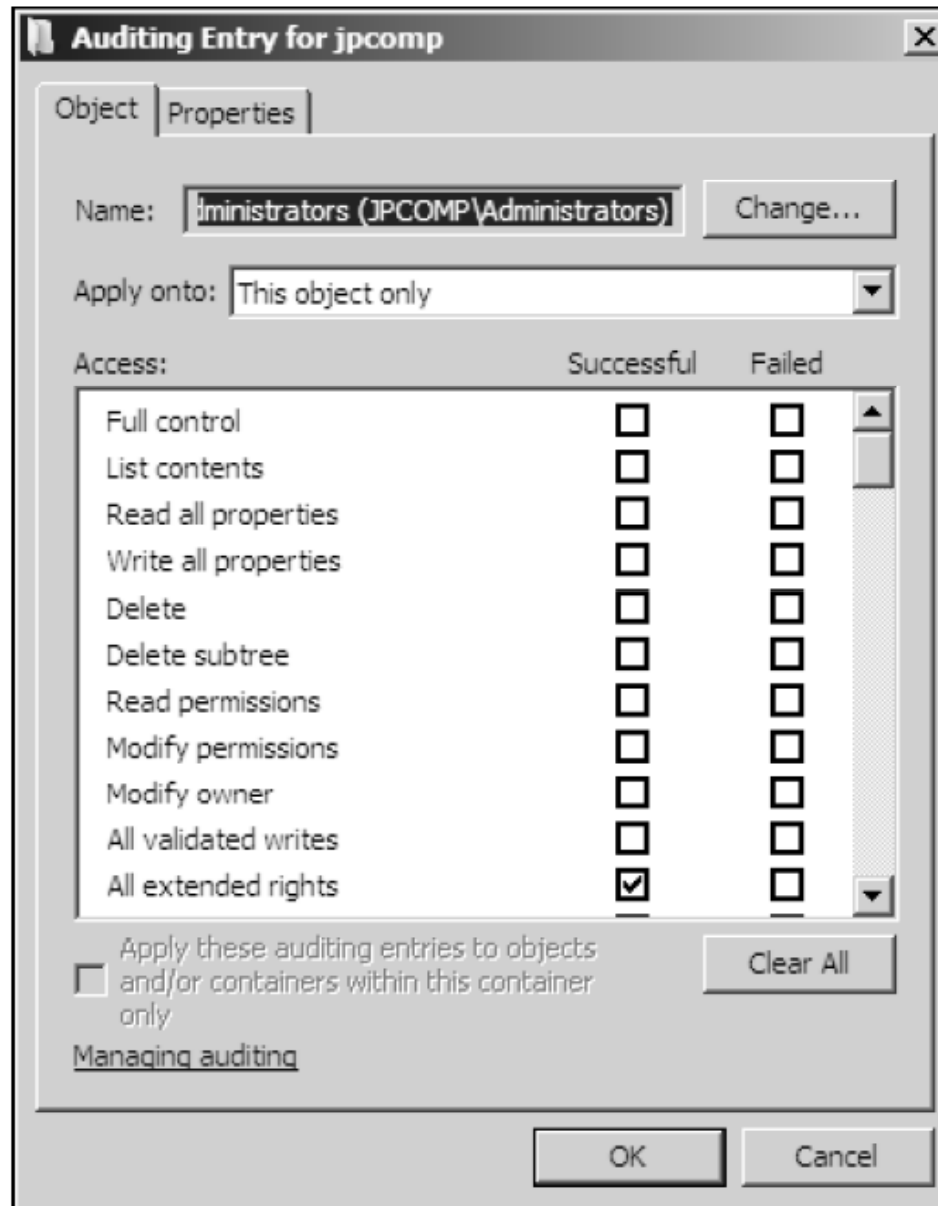 Auditing Entry for jpcomp
Object
Properties
Name:
dministrators (JPCOMP\Administrators)
Change...
Apply onto:
This object only
Access:
Successful
Failed
Full control
List contents
Read all properties
Write all properties
Delete
Delete subtree
Read permissions
Modify permissions
Modify owner
All validated writes
All extended rights
Apply these auditing entries to objects
and/or containers within this container
only
Clear All
Managing auditing
OK
Cancel